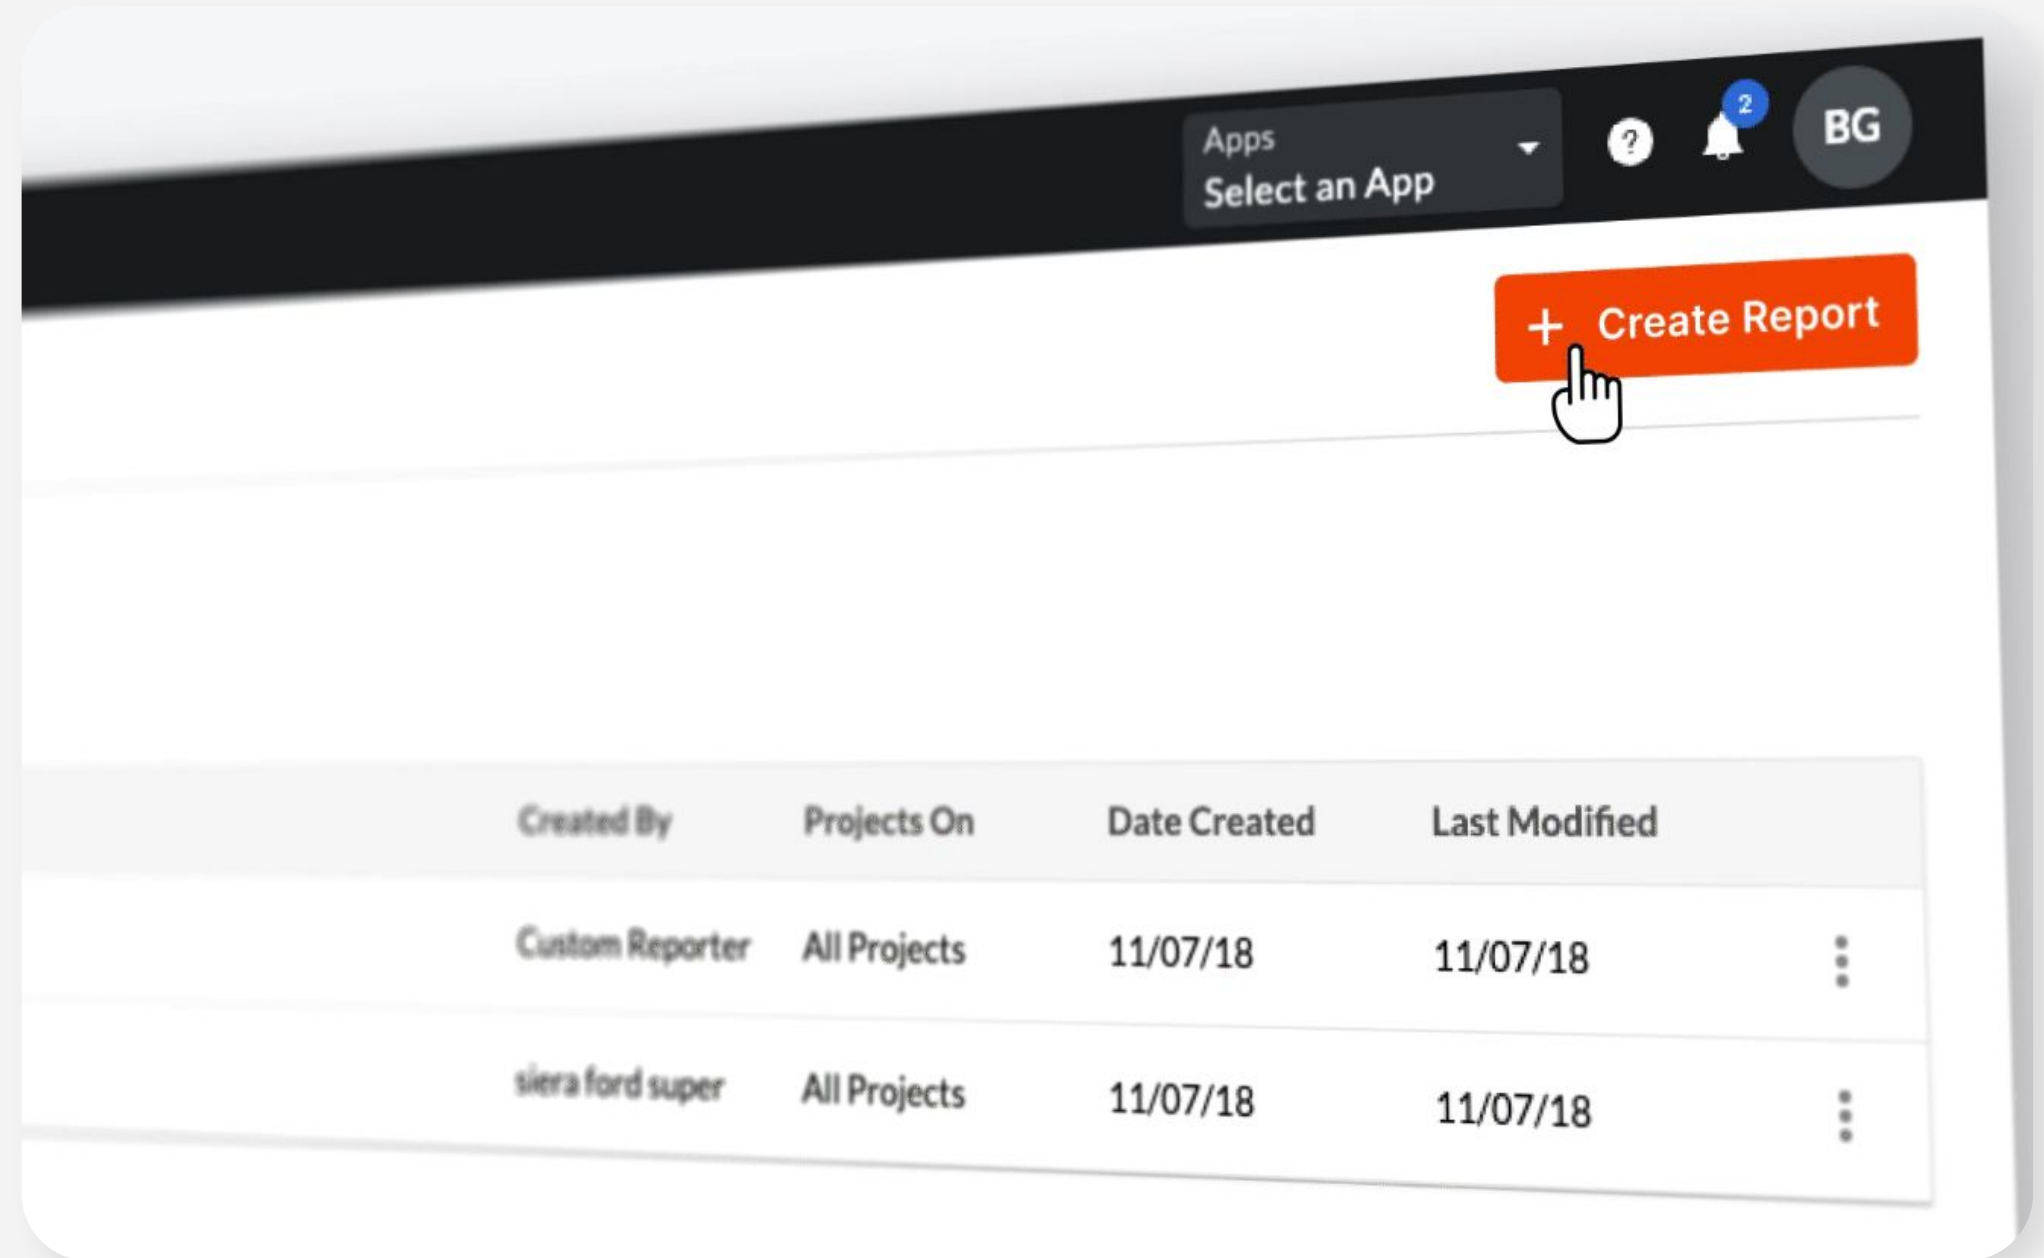 Apps
Select an App
?
2
BG
+ Create Report
Created By Projects On Date Created Last Modified
Custom Reporter All Projects 11/07/18 11/07/18
siera ford super All Projects 11/07/18 11/07/18